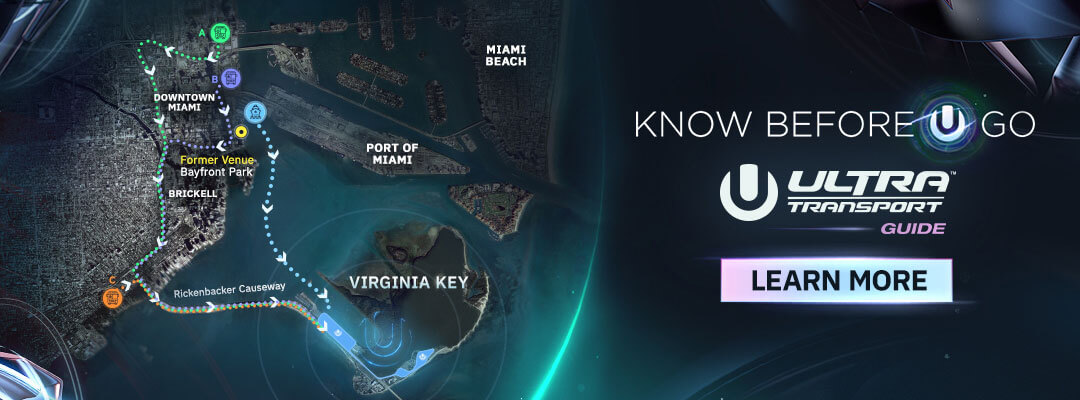 A
B
MIAMI
BEACH
DOWNTOWN
MIAMI
Former Venue
Bayfront Park
PORT OF
MIAMI
BRICKELL
C
Rickenbacker Causeway
VIRGINIA KEY
KNOW BEFORE U GO
ULTRA™
TRANSPORT
GUIDE
LEARN MORE